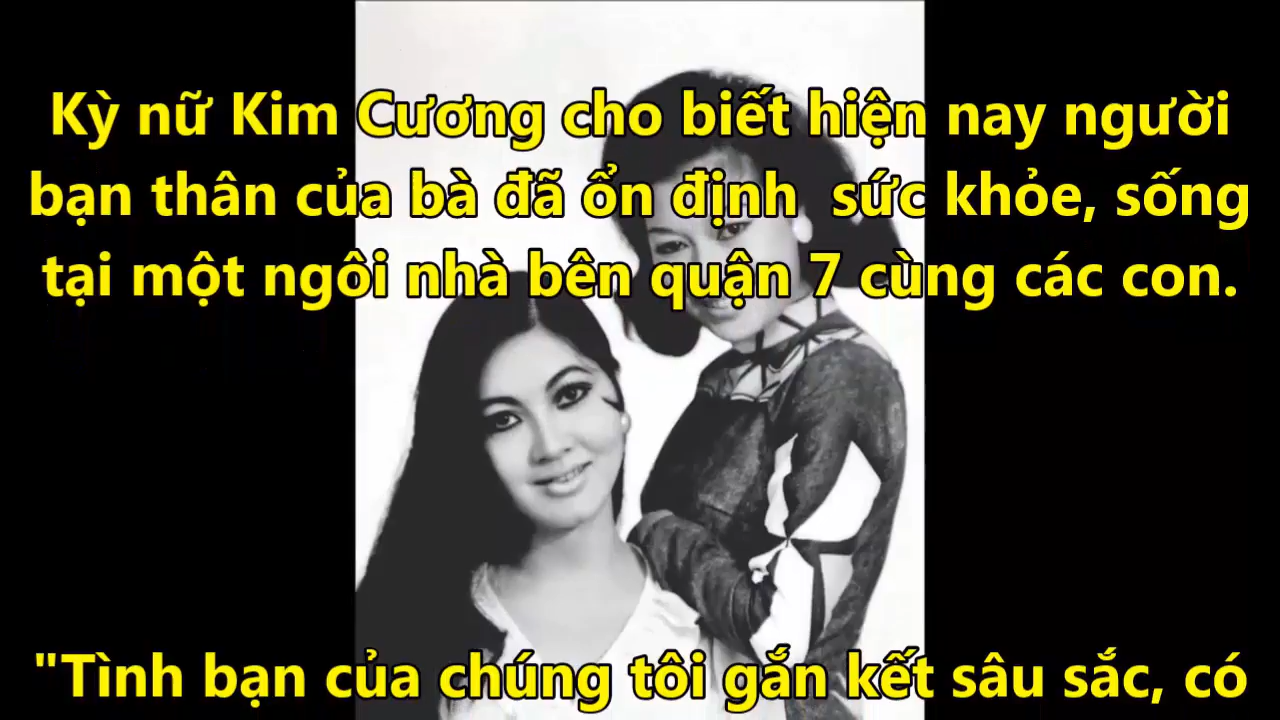 Kỳ nữ Kim Cương cho biết hiện nay người
bạn thân của bà đã ổn định sức khỏe, sống
tại một ngôi nhà bên quận 7 cùng các con.
"Tình bạn của chúng tôi gắn kết sâu sắc, có